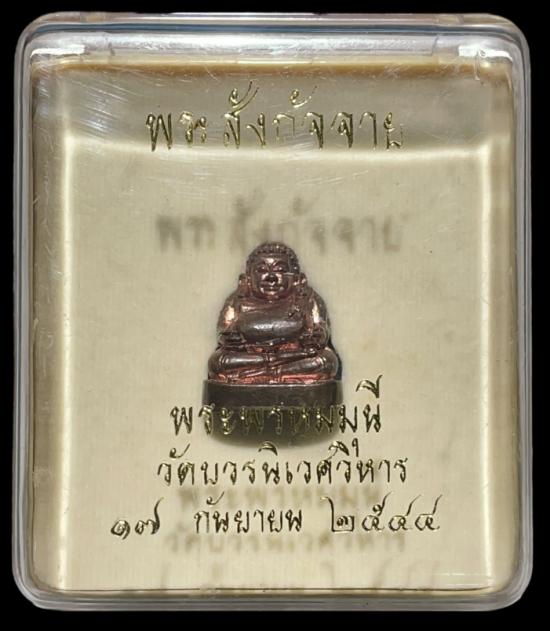 พระสังกัจจาย
พระพรหมมุนี
วัดบวรนิเวศวิหาร
๑๗ กันยายน ๒๕๔๔